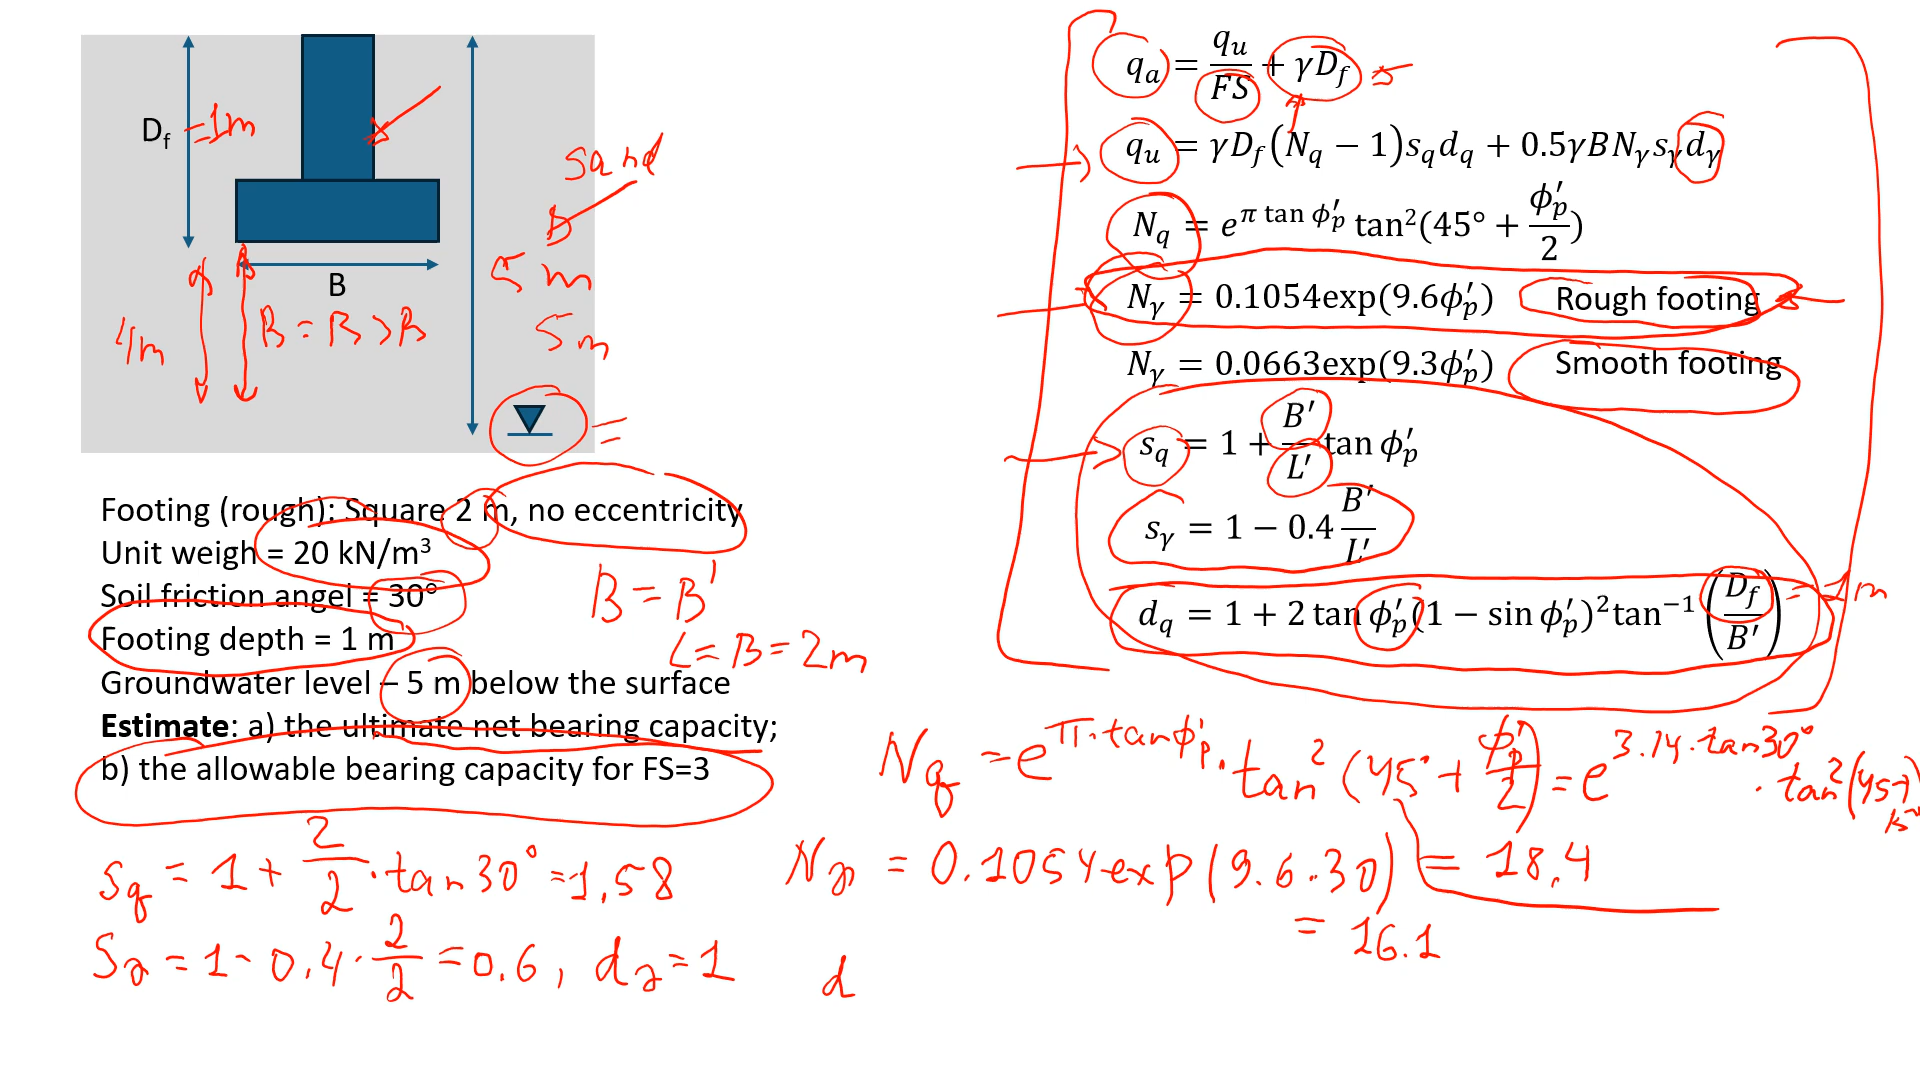 D_f = 1m
sand
5 m
5 m
B
4m
B = B > B
Footing (rough): Square 2 m, no eccentricity
Unit weigh = 20 kN/m³
Soil friction angel = 30°
Footing depth = 1 m
Groundwater level – 5 m below the surface
Estimate: a) the ultimate net bearing capacity;
b) the allowable bearing capacity for FS=3
B = B'
L = B = 2m
s_q = 1 + 2/2 · tan 30° = 1,58
s_γ = 1 - 0.4 · 2/2 = 0.6, d_γ = 1
d
q_a = q_u/FS + γD_f
q_u = γD_f(N_q − 1)s_q d_q + 0.5γBN_γ s_γ d_γ
N_q = e^(π tan ϕ'_p) tan²(45° + ϕ'_p/2)
N_γ = 0.1054exp(9.6ϕ'_p) Rough footing
N_γ = 0.0663exp(9.3ϕ'_p) Smooth footing
s_q = 1 + B'/L' tan ϕ'_p
s_γ = 1 − 0.4 B'/L'
d_q = 1 + 2 tan ϕ'_p(1 − sin ϕ'_p)² tan⁻¹(D_f/B') = 1m
N_q = e^(π·tanϕ'_p) · tan²(45° + ϕ'_p/2) = e^(3.14·tan30°) · tan²(45+
= 18,4
N_γ = 0.1054 exp(9.6·30)
= 16.1